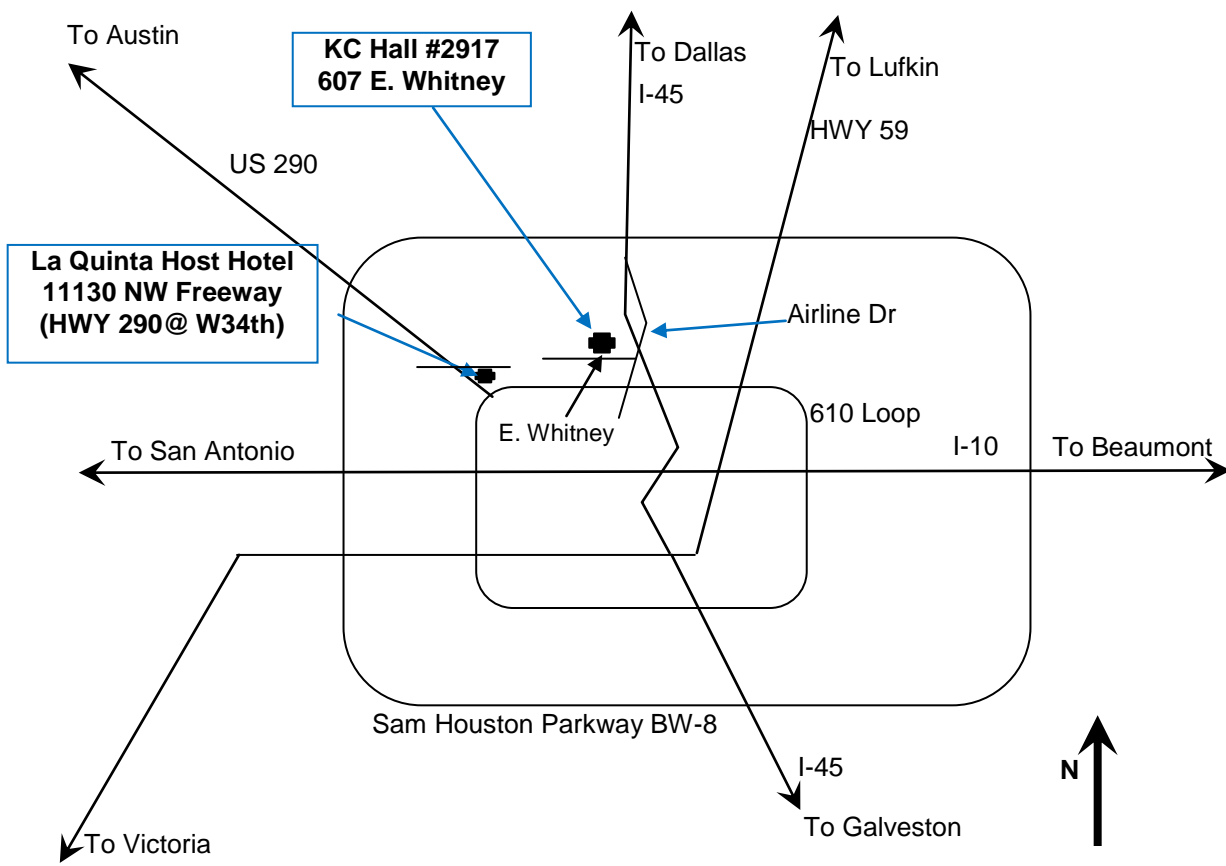 To Austin
KC Hall #2917
607 E. Whitney
To Dallas
I-45
To Lufkin
HWY 59
US 290
La Quinta Host Hotel
11130 NW Freeway
(HWY 290@ W34th)
Airline Dr
610 Loop
E. Whitney
To San Antonio
I-10
To Beaumont
Sam Houston Parkway BW-8
I-45
N
To Galveston
To Victoria